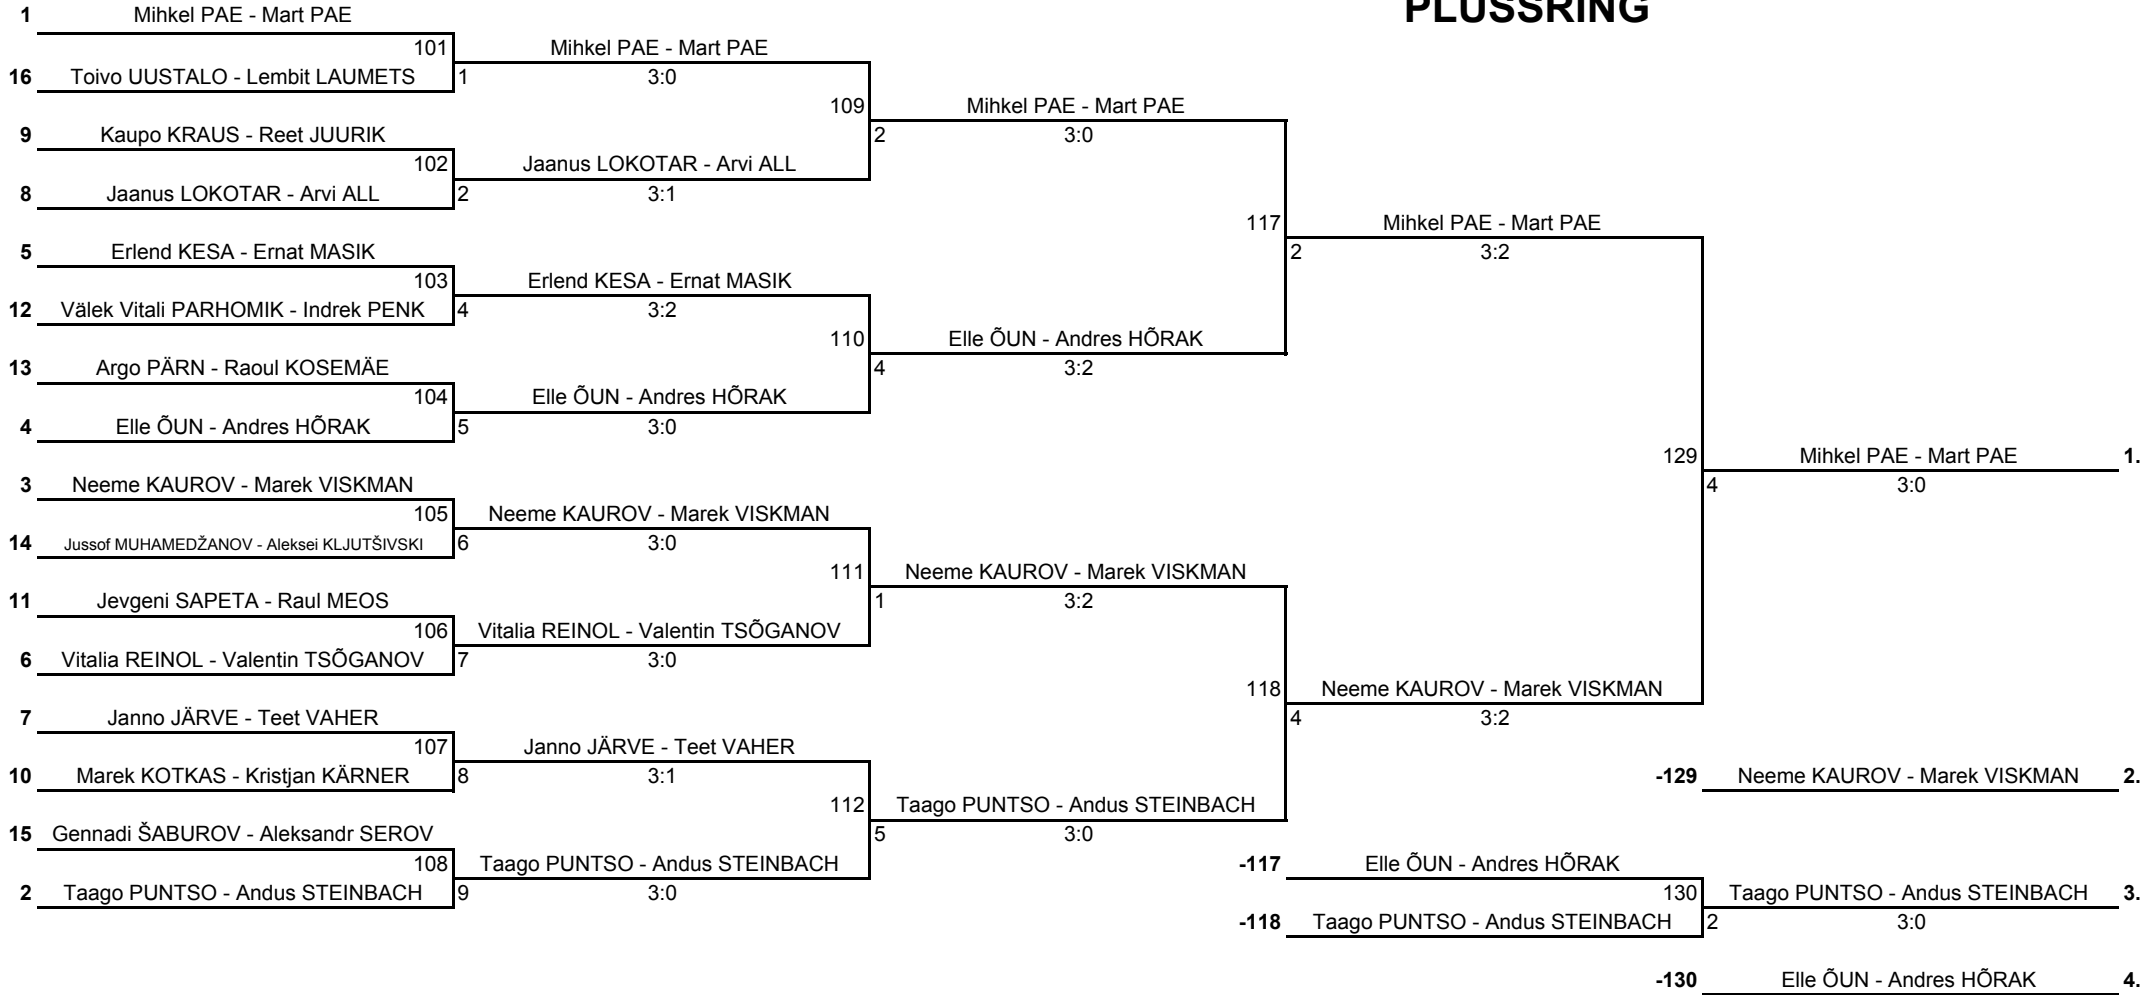 PLUSSRING
1 Mihkel PAE - Mart PAE
101 Mihkel PAE - Mart PAE
16 Toivo UUSTALO - Lembit LAUMETS 1 3:0
109 Mihkel PAE - Mart PAE
9 Kaupo KRAUS - Reet JUURIK 2 3:0
102 Jaanus LOKOTAR - Arvi ALL
8 Jaanus LOKOTAR - Arvi ALL 2 3:1
117 Mihkel PAE - Mart PAE
5 Erlend KESA - Ernat MASIK 2 3:2
103 Erlend KESA - Ernat MASIK
12 Välek Vitali PARHOMIK - Indrek PENK 4 3:2
110 Elle ÕUN - Andres HÕRAK
13 Argo PÄRN - Raoul KOSEMÄE 4 3:2
104 Elle ÕUN - Andres HÕRAK
4 Elle ÕUN - Andres HÕRAK 5 3:0
129 Mihkel PAE - Mart PAE 1.
3 Neeme KAUROV - Marek VISKMAN 4 3:0
105 Neeme KAUROV - Marek VISKMAN
14 Jussof MUHAMEDŽANOV - Aleksei KLJUTŠIVSKI 6 3:0
111 Neeme KAUROV - Marek VISKMAN
11 Jevgeni SAPETA - Raul MEOS 1 3:2
106 Vitalia REINOL - Valentin TSÕGANOV
6 Vitalia REINOL - Valentin TSÕGANOV 7 3:0
118 Neeme KAUROV - Marek VISKMAN
7 Janno JÄRVE - Teet VAHER 4 3:2
107 Janno JÄRVE - Teet VAHER
10 Marek KOTKAS - Kristjan KÄRNER 8 3:1 -129 Neeme KAUROV - Marek VISKMAN 2.
112 Taago PUNTSO - Andus STEINBACH
15 Gennadi ŠABUROV - Aleksandr SEROV 5 3:0
108 Taago PUNTSO - Andus STEINBACH -117 Elle ÕUN - Andres HÕRAK
2 Taago PUNTSO - Andus STEINBACH 9 3:0 130 Taago PUNTSO - Andus STEINBACH 3.
-118 Taago PUNTSO - Andus STEINBACH 2 3:0
-130 Elle ÕUN - Andres HÕRAK 4.